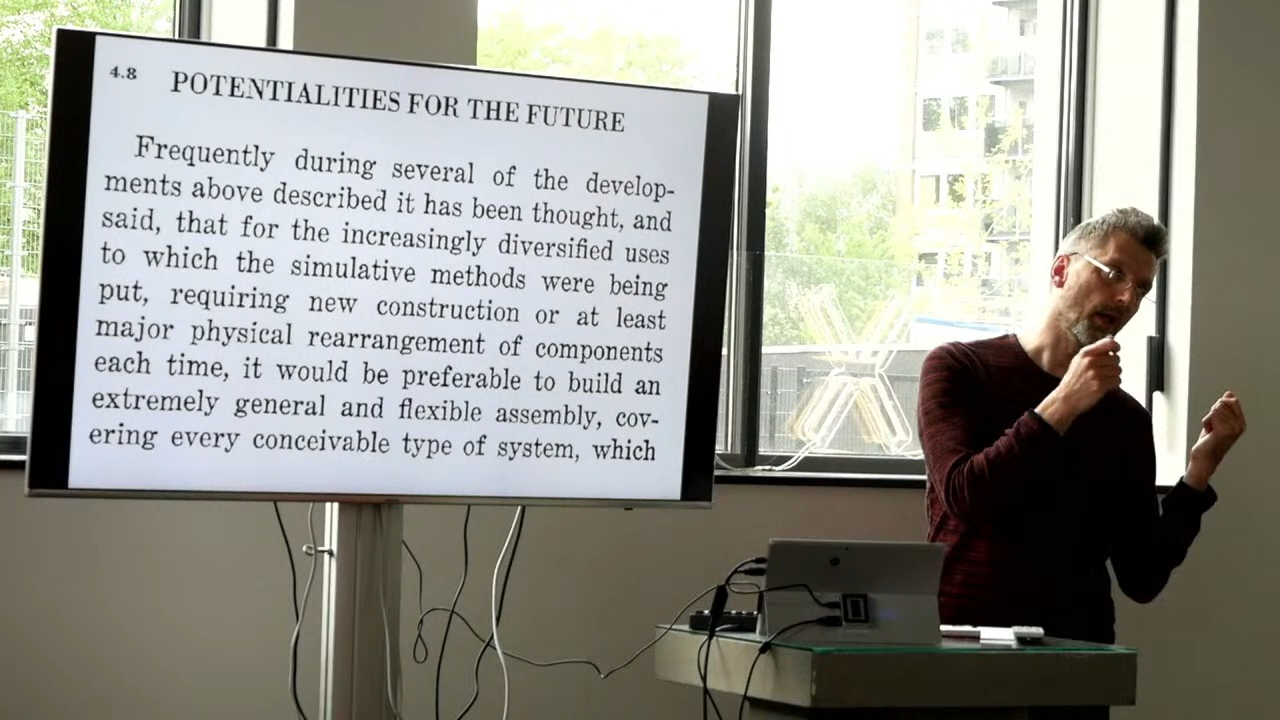 4.8 POTENTIALITIES FOR THE FUTURE
Frequently during several of the develop-
ments above described it has been thought, and
said, that for the increasingly diversified uses
to which the simulative methods were being
put, requiring new construction or at least
major physical rearrangement of components
each time, it would be preferable to build an
extremely general and flexible assembly, cov-
ering every conceivable type of system, which